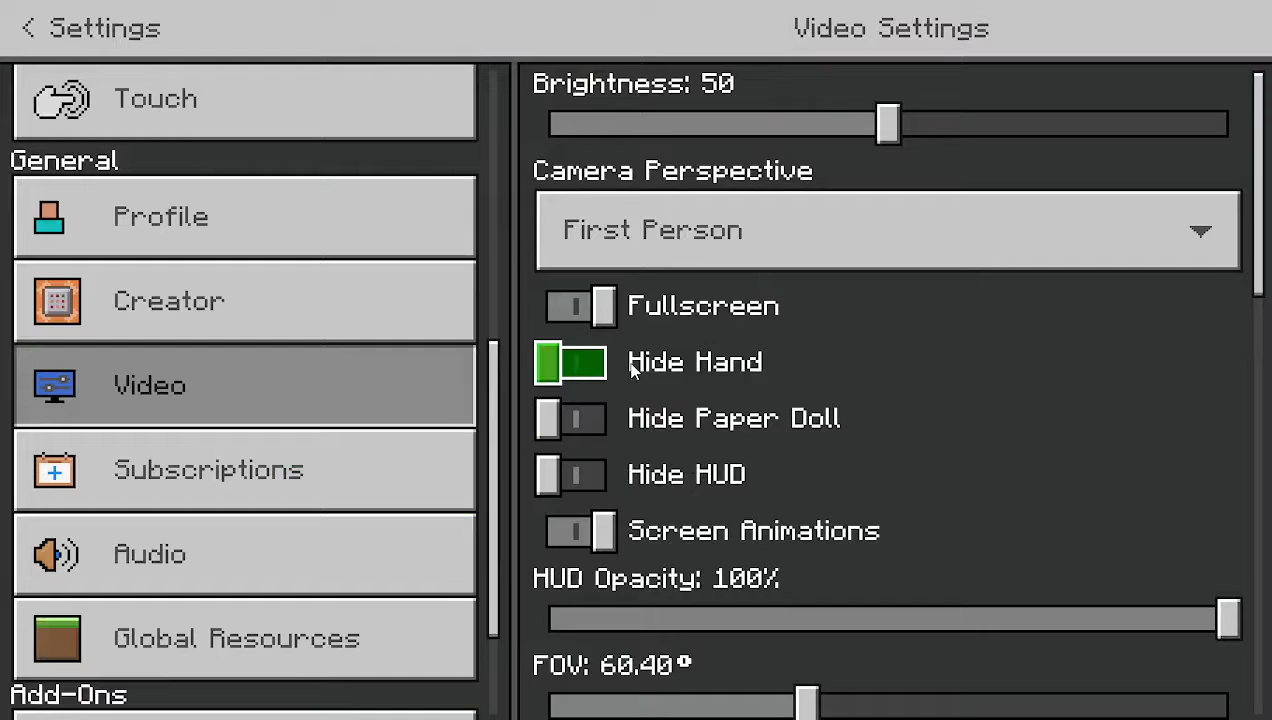 Settings
Video Settings
Touch
General
Profile
Creator
Video
Subscriptions
Audio
Global Resources
Add-Ons
Brightness: 50
Camera Perspective
First Person
Fullscreen
Hide Hand
Hide Paper Doll
Hide HUD
Screen Animations
HUD Opacity: 100%
FOV: 60.40°